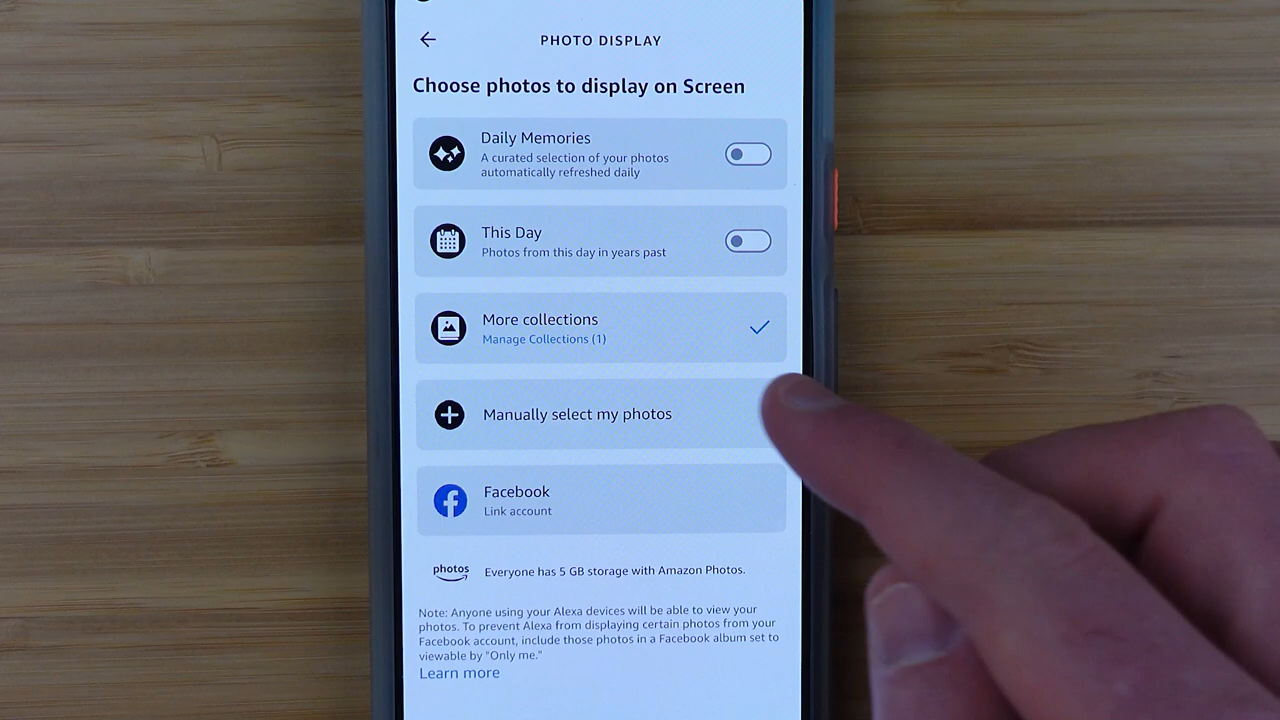 PHOTO DISPLAY
Choose photos to display on Screen
Daily Memories
A curated selection of your photos
automatically refreshed daily
This Day
Photos from this day in years past
More collections
Manage Collections (1)
Manually select my photos
Facebook
Link account
photos
Everyone has 5 GB storage with Amazon Photos.
Note: Anyone using your Alexa devices will be able to view your
photos. To prevent Alexa from displaying certain photos from your
Facebook account, include those photos in a Facebook album set to
viewable by "Only me."
Learn more